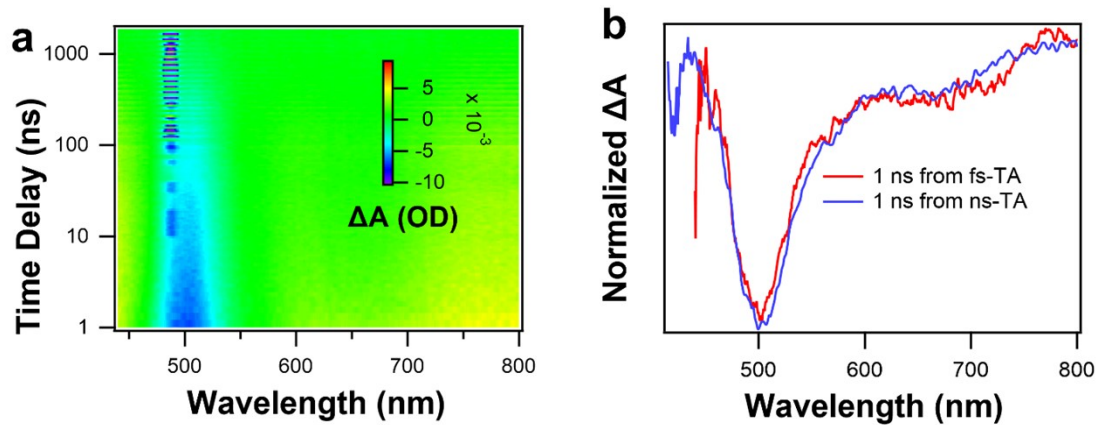 a
Time Delay (ns)
1000
100
10
1
500
600
700
800
Wavelength (nm)
5
0
-5
-10
x 10⁻³
ΔA (OD)
b
Normalized ΔA
1 ns from fs-TA
1 ns from ns-TA
500
600
700
800
Wavelength (nm)